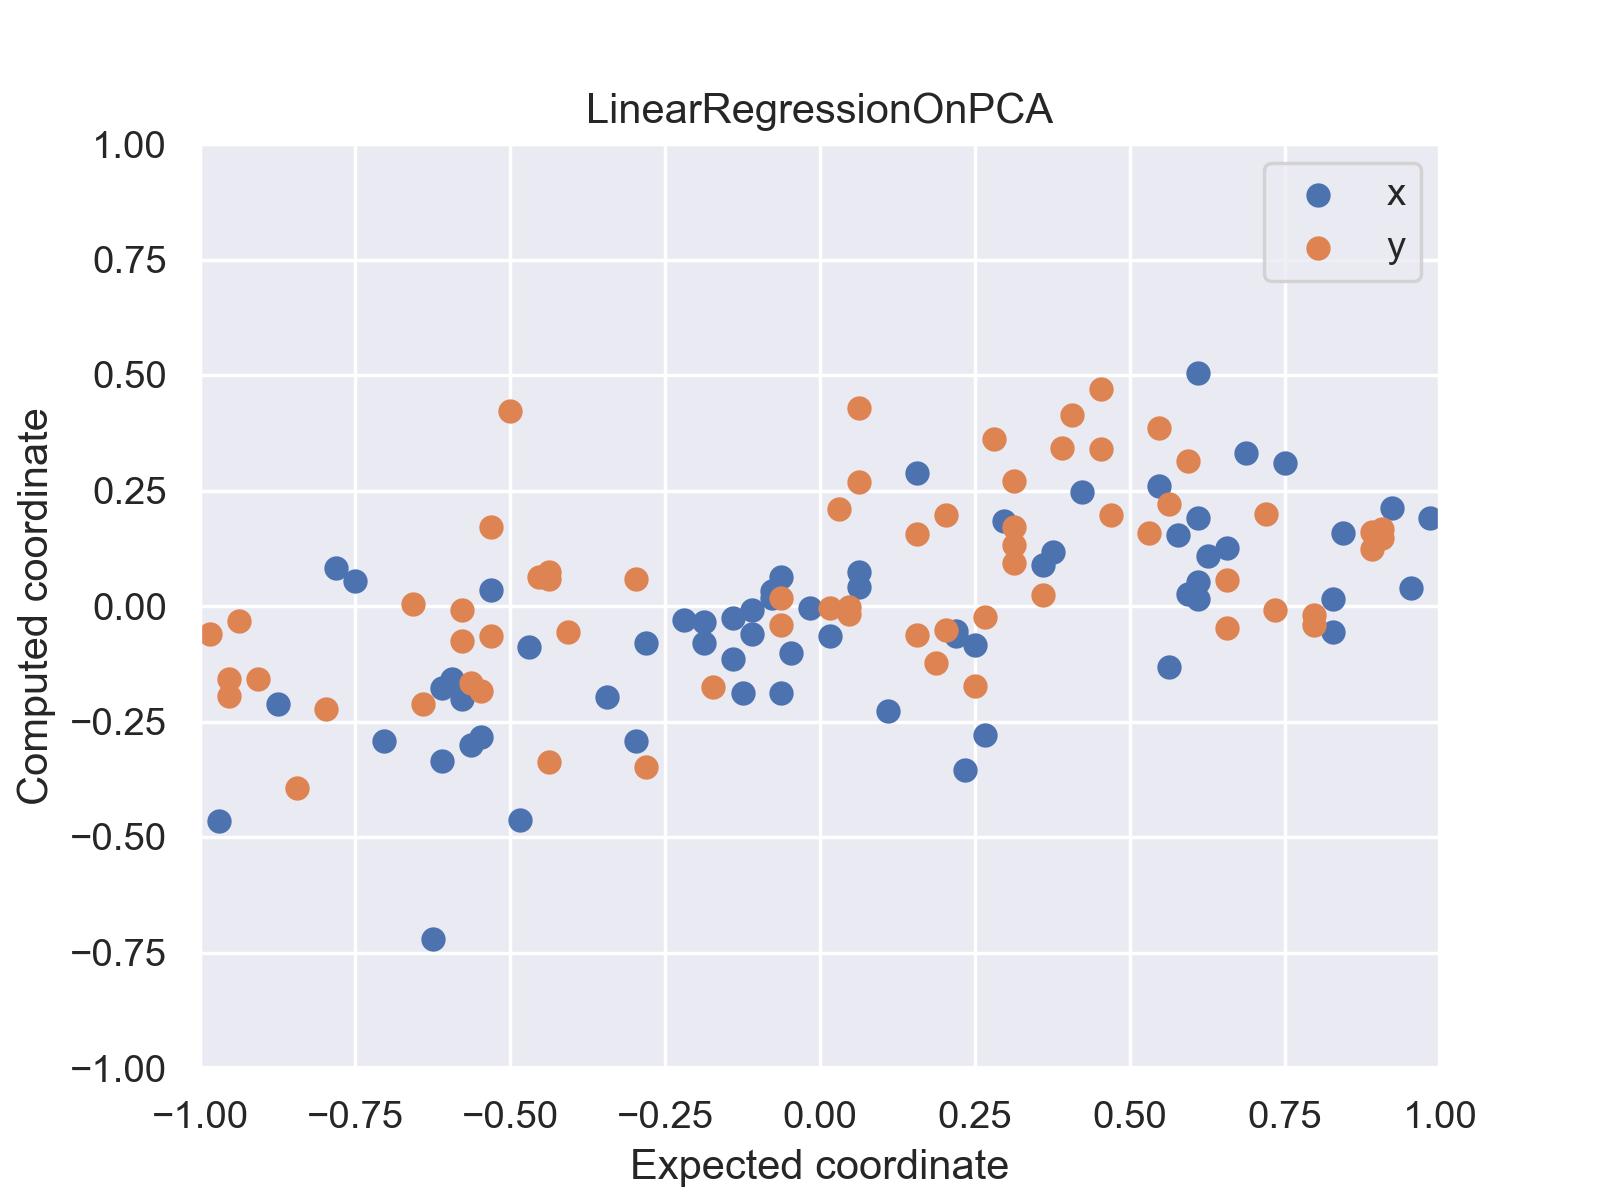 LinearRegressionOnPCA
1.00
0.75
0.50
0.25
0.00
−0.25
−0.50
−0.75
−1.00
Computed coordinate
x
y
−1.00 −0.75 −0.50 −0.25 0.00 0.25 0.50 0.75 1.00
Expected coordinate